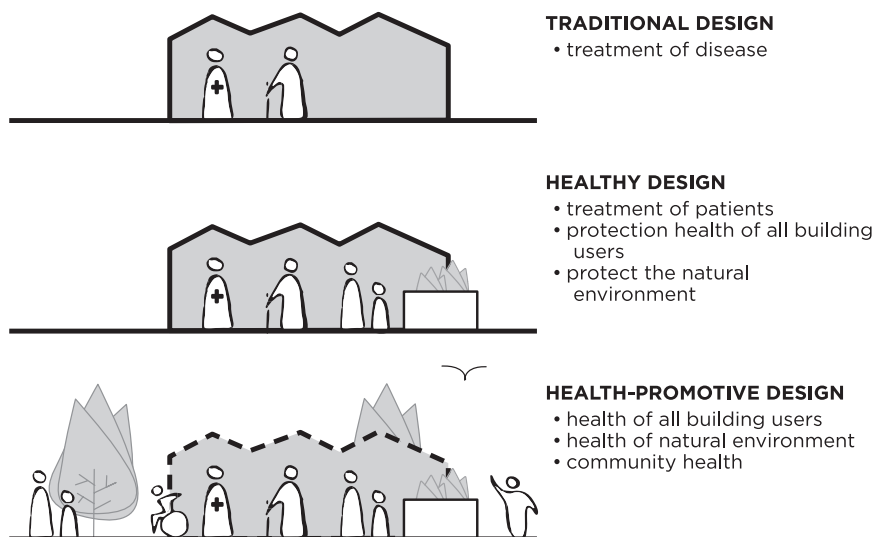 TRADITIONAL DESIGN
• treatment of disease
HEALTHY DESIGN
• treatment of patients
• protection health of all building
users
• protect the natural
environment
HEALTH-PROMOTIVE DESIGN
• health of all building users
• health of natural environment
• community health